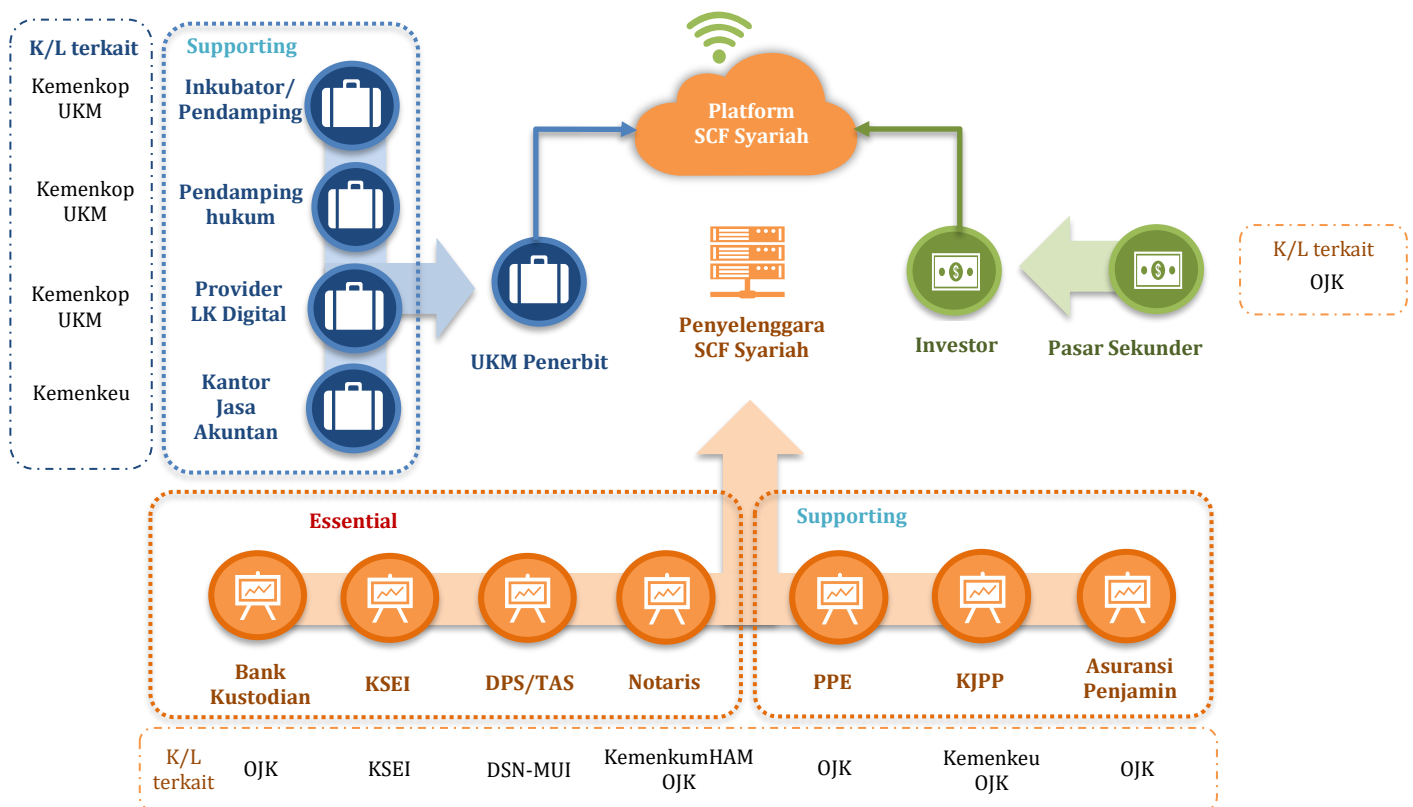 K/L terkait
Kemenkop
UKM
Kemenkop
UKM
Kemenkop
UKM
Kemenkeu
Supporting
Inkubator/
Pendamping
Pendamping
hukum
Provider
LK Digital
Kantor
Jasa
Akuntan
UKM Penerbit
Platform
SCF Syariah
Penyelenggara
SCF Syariah
Investor
Pasar Sekunder
K/L terkait
OJK
Essential
Bank
Kustodian
KSEI
DPS/TAS
Notaris
Supporting
PPE
KJPP
Asuransi
Penjamin
K/L
terkait
OJK
KSEI
DSN-MUI
KemenkumHAM
OJK
OJK
Kemenkeu
OJK
OJK